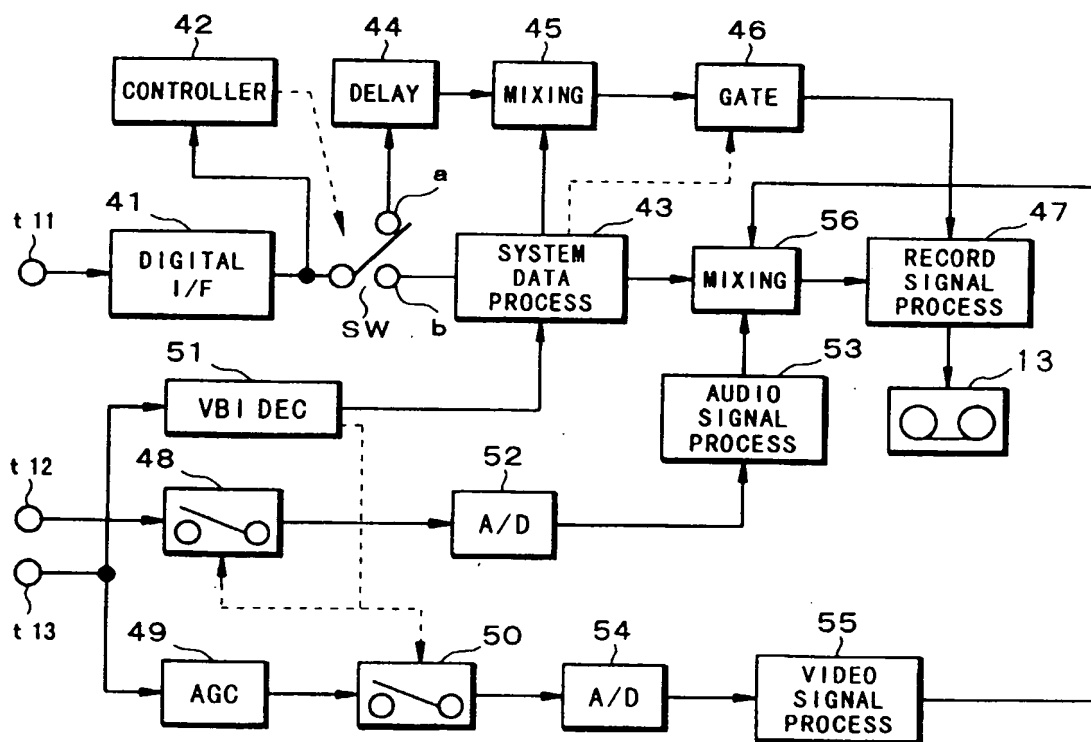 42
44
45
46
CONTROLLER
DELAY
MIXING
GATE
a
t 11
41
43
56
47
DIGITAL
I/F
SYSTEM
DATA
PROCESS
MIXING
RECORD
SIGNAL
PROCESS
SW
b
51
53
13
VBI DEC
AUDIO
SIGNAL
PROCESS
t 12
48
52
A/D
t 13
49
50
54
55
AGC
A/D
VIDEO
SIGNAL
PROCESS